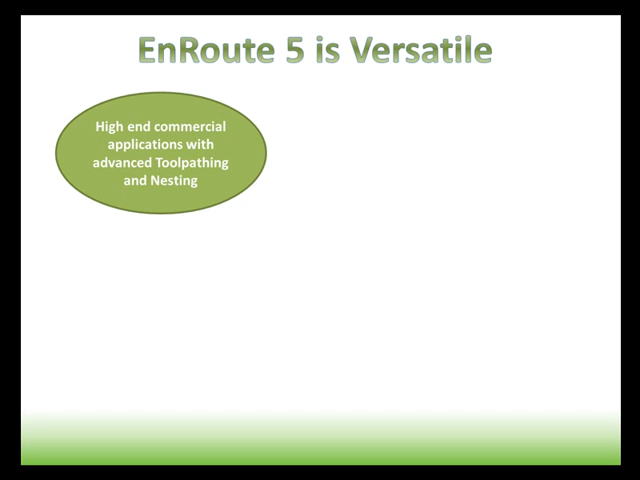 EnRoute 5 is Versatile
High end commercial
applications with
advanced Toolpathing
and Nesting